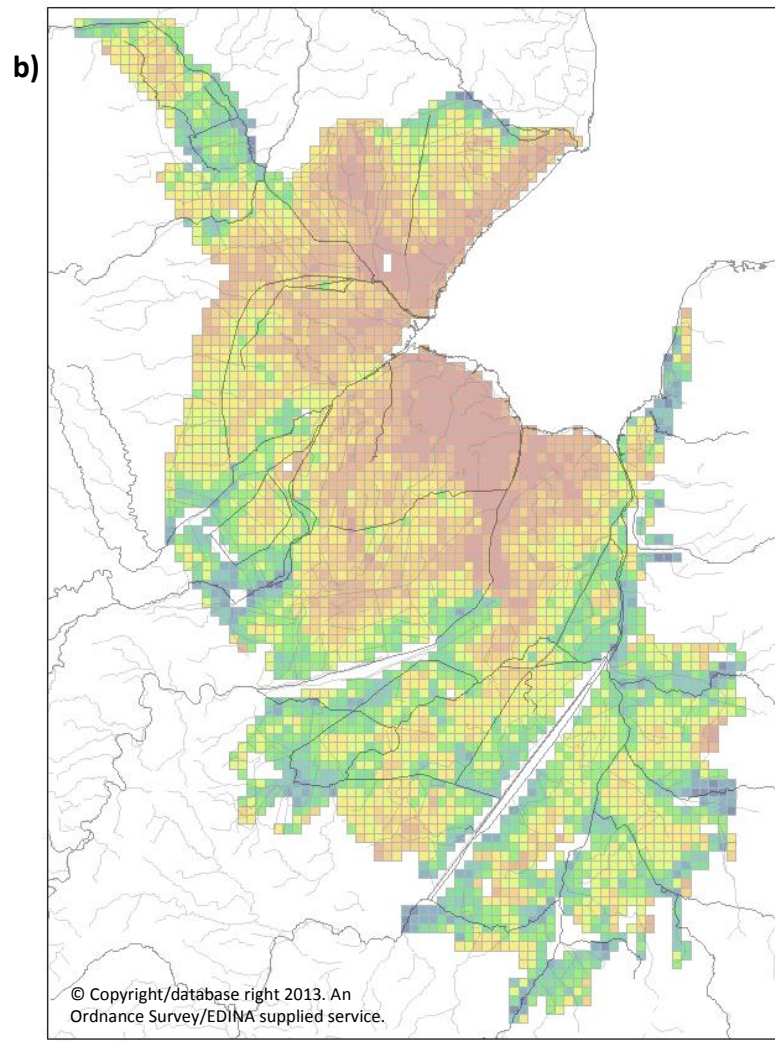 b)
© Copyright/database right 2013. An
Ordnance Survey/EDINA supplied service.